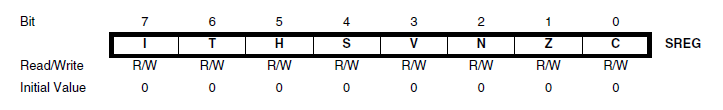 Bit 7 6 5 4 3 2 1 0
I T H S V N Z C SREG
Read/Write R/W R/W R/W R/W R/W R/W R/W R/W
Initial Value 0 0 0 0 0 0 0 0